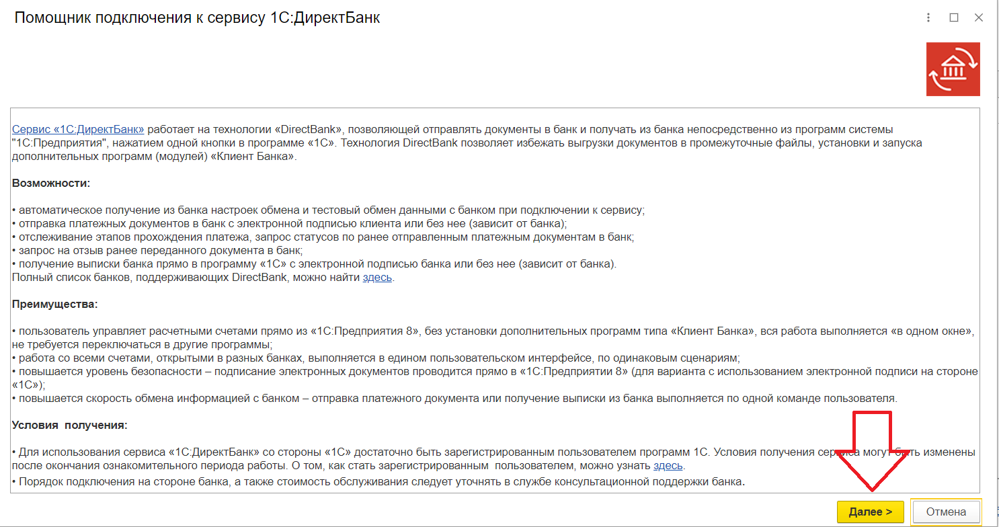 Помощник подключения к сервису 1С:ДиректБанк
Сервис «1С:ДиректБанк» работает на технологии «DirectBank», позволяющей отправлять документы в банк и получать из банка непосредственно из программ системы
"1С:Предприятия", нажатием одной кнопки в программе «1С». Технология DirectBank позволяет избежать выгрузки документов в промежуточные файлы, установки и запуска
дополнительных программ (модулей) «Клиент Банка».
Возможности:
• автоматическое получение из банка настроек обмена и тестовый обмен данными с банком при подключении к сервису;
• отправка платежных документов в банк с электронной подписью клиента или без нее (зависит от банка);
• отслеживание этапов прохождения платежа, запрос статусов по ранее отправленным платежным документам в банк;
• запрос на отзыв ранее переданного документа в банк;
• получение выписки банка прямо в программу «1С» с электронной подписью банка или без нее (зависит от банка).
Полный список банков, поддерживающих DirectBank, можно найти здесь.
Преимущества:
• пользователь управляет расчетными счетами прямо из «1С:Предприятия 8», без установки дополнительных программ типа «Клиент Банка», вся работа выполняется «в одном окне»,
не требуется переключаться в другие программы;
• работа со всеми счетами, открытыми в разных банках, выполняется в едином пользовательском интерфейсе, по одинаковым сценариям;
• повышается уровень безопасности – подписание электронных документов проводится прямо в «1С:Предприятии 8» (для варианта с использованием электронной подписи на стороне
«1С»);
• повышается скорость обмена информацией с банком – отправка платежного документа или получение выписки из банка выполняется по одной команде пользователя.
Условия  получения:
• Для использования сервиса «1С:ДиректБанк» со стороны «1С» достаточно быть зарегистрированным пользователем программ 1С. Условия получения сервиса могут быть изменены
после окончания ознакомительного периода работы. О том, как стать зарегистрированным  пользователем, можно узнать здесь.
• Порядок подключения на стороне банка, а также стоимость обслуживания следует уточнять в службе консультационной поддержки банка.
Далее >
Отмена